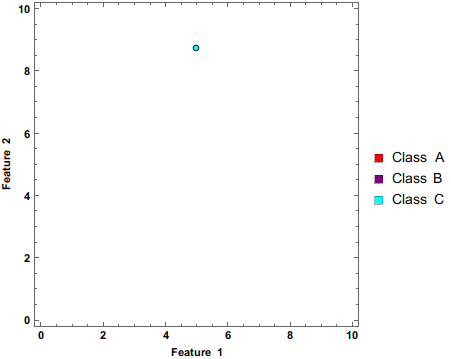 10
8
6
4
2
0
Feature 2
0 2 4 6 8 10
Feature 1
Class A
Class B
Class C